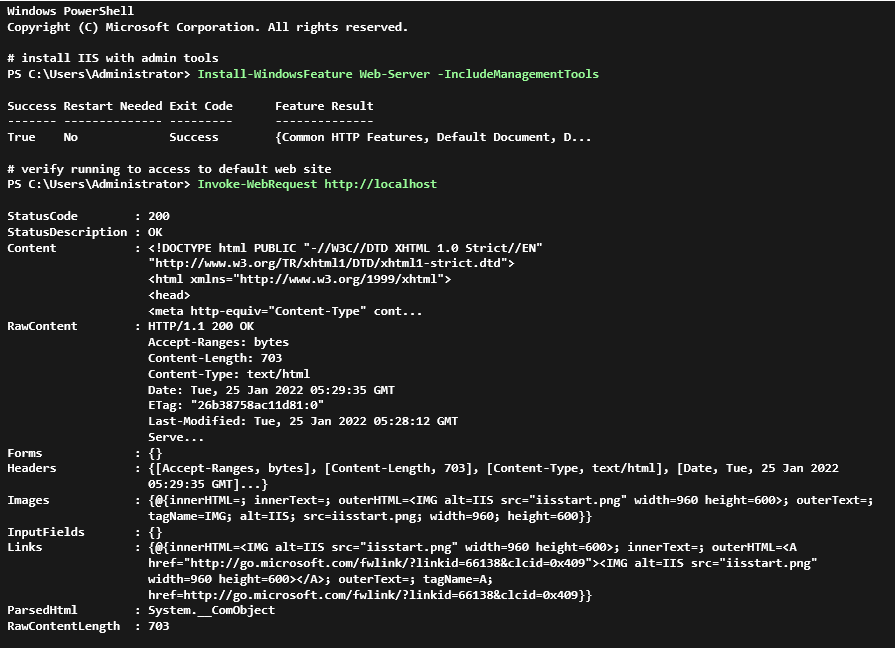 Windows PowerShell
Copyright (C) Microsoft Corporation. All rights reserved.
# install IIS with admin tools
PS C:\Users\Administrator> Install-WindowsFeature Web-Server -IncludeManagementTools
Success Restart Needed Exit Code      Feature Result
------- -------------- ---------      --------------
True    No             Success        {Common HTTP Features, Default Document, D...
# verify running to access to default web site
PS C:\Users\Administrator> Invoke-WebRequest http://localhost
StatusCode        : 200
StatusDescription : OK
Content           : <!DOCTYPE html PUBLIC "-//W3C//DTD XHTML 1.0 Strict//EN"
                    "http://www.w3.org/TR/xhtml1/DTD/xhtml1-strict.dtd">
                    <html xmlns="http://www.w3.org/1999/xhtml">
                    <head>
                    <meta http-equiv="Content-Type" cont...
RawContent        : HTTP/1.1 200 OK
                    Accept-Ranges: bytes
                    Content-Length: 703
                    Content-Type: text/html
                    Date: Tue, 25 Jan 2022 05:29:35 GMT
                    ETag: "26b38758ac11d81:0"
                    Last-Modified: Tue, 25 Jan 2022 05:28:12 GMT
                    Serve...
Forms             : {}
Headers           : {[Accept-Ranges, bytes], [Content-Length, 703], [Content-Type, text/html], [Date, Tue, 25 Jan 2022
                    05:29:35 GMT]...}
Images            : {@{innerHTML=; innerText=; outerHTML=<IMG alt=IIS src="iisstart.png" width=960 height=600>; outerText=;
                    tagName=IMG; alt=IIS; src=iisstart.png; width=960; height=600}}
InputFields       : {}
Links             : {@{innerHTML=<IMG alt=IIS src="iisstart.png" width=960 height=600>; innerText=; outerHTML=<A
                    href="http://go.microsoft.com/fwlink/?linkid=66138&clcid=0x409"><IMG alt=IIS src="iisstart.png"
                    width=960 height=600></A>; outerText=; tagName=A;
                    href=http://go.microsoft.com/fwlink/?linkid=66138&clcid=0x409}}
ParsedHtml        : System.__ComObject
RawContentLength  : 703